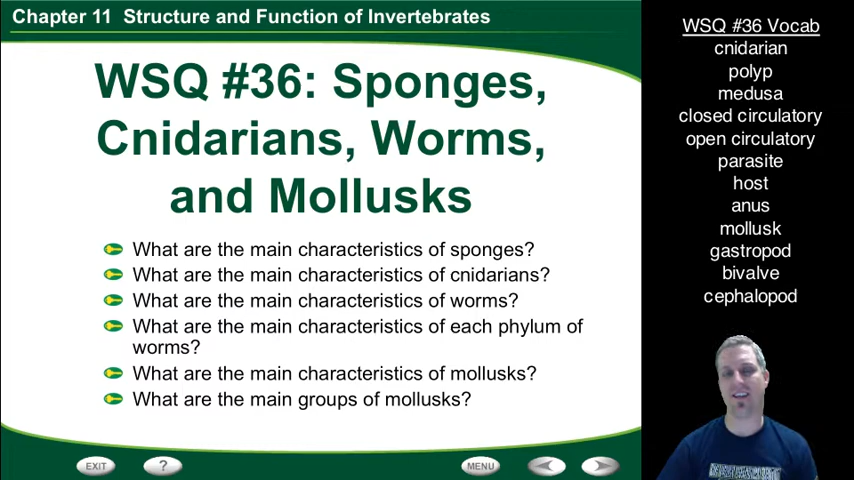 Chapter 11 Structure and Function of Invertebrates
WSQ #36: Sponges,
Cnidarians, Worms,
and Mollusks
What are the main characteristics of sponges?
What are the main characteristics of cnidarians?
What are the main characteristics of worms?
What are the main characteristics of each phylum of
worms?
What are the main characteristics of mollusks?
What are the main groups of mollusks?
EXIT
?
MENU
WSQ #36 Vocab
cnidarian
polyp
medusa
closed circulatory
open circulatory
parasite
host
anus
mollusk
gastropod
bivalve
cephalopod